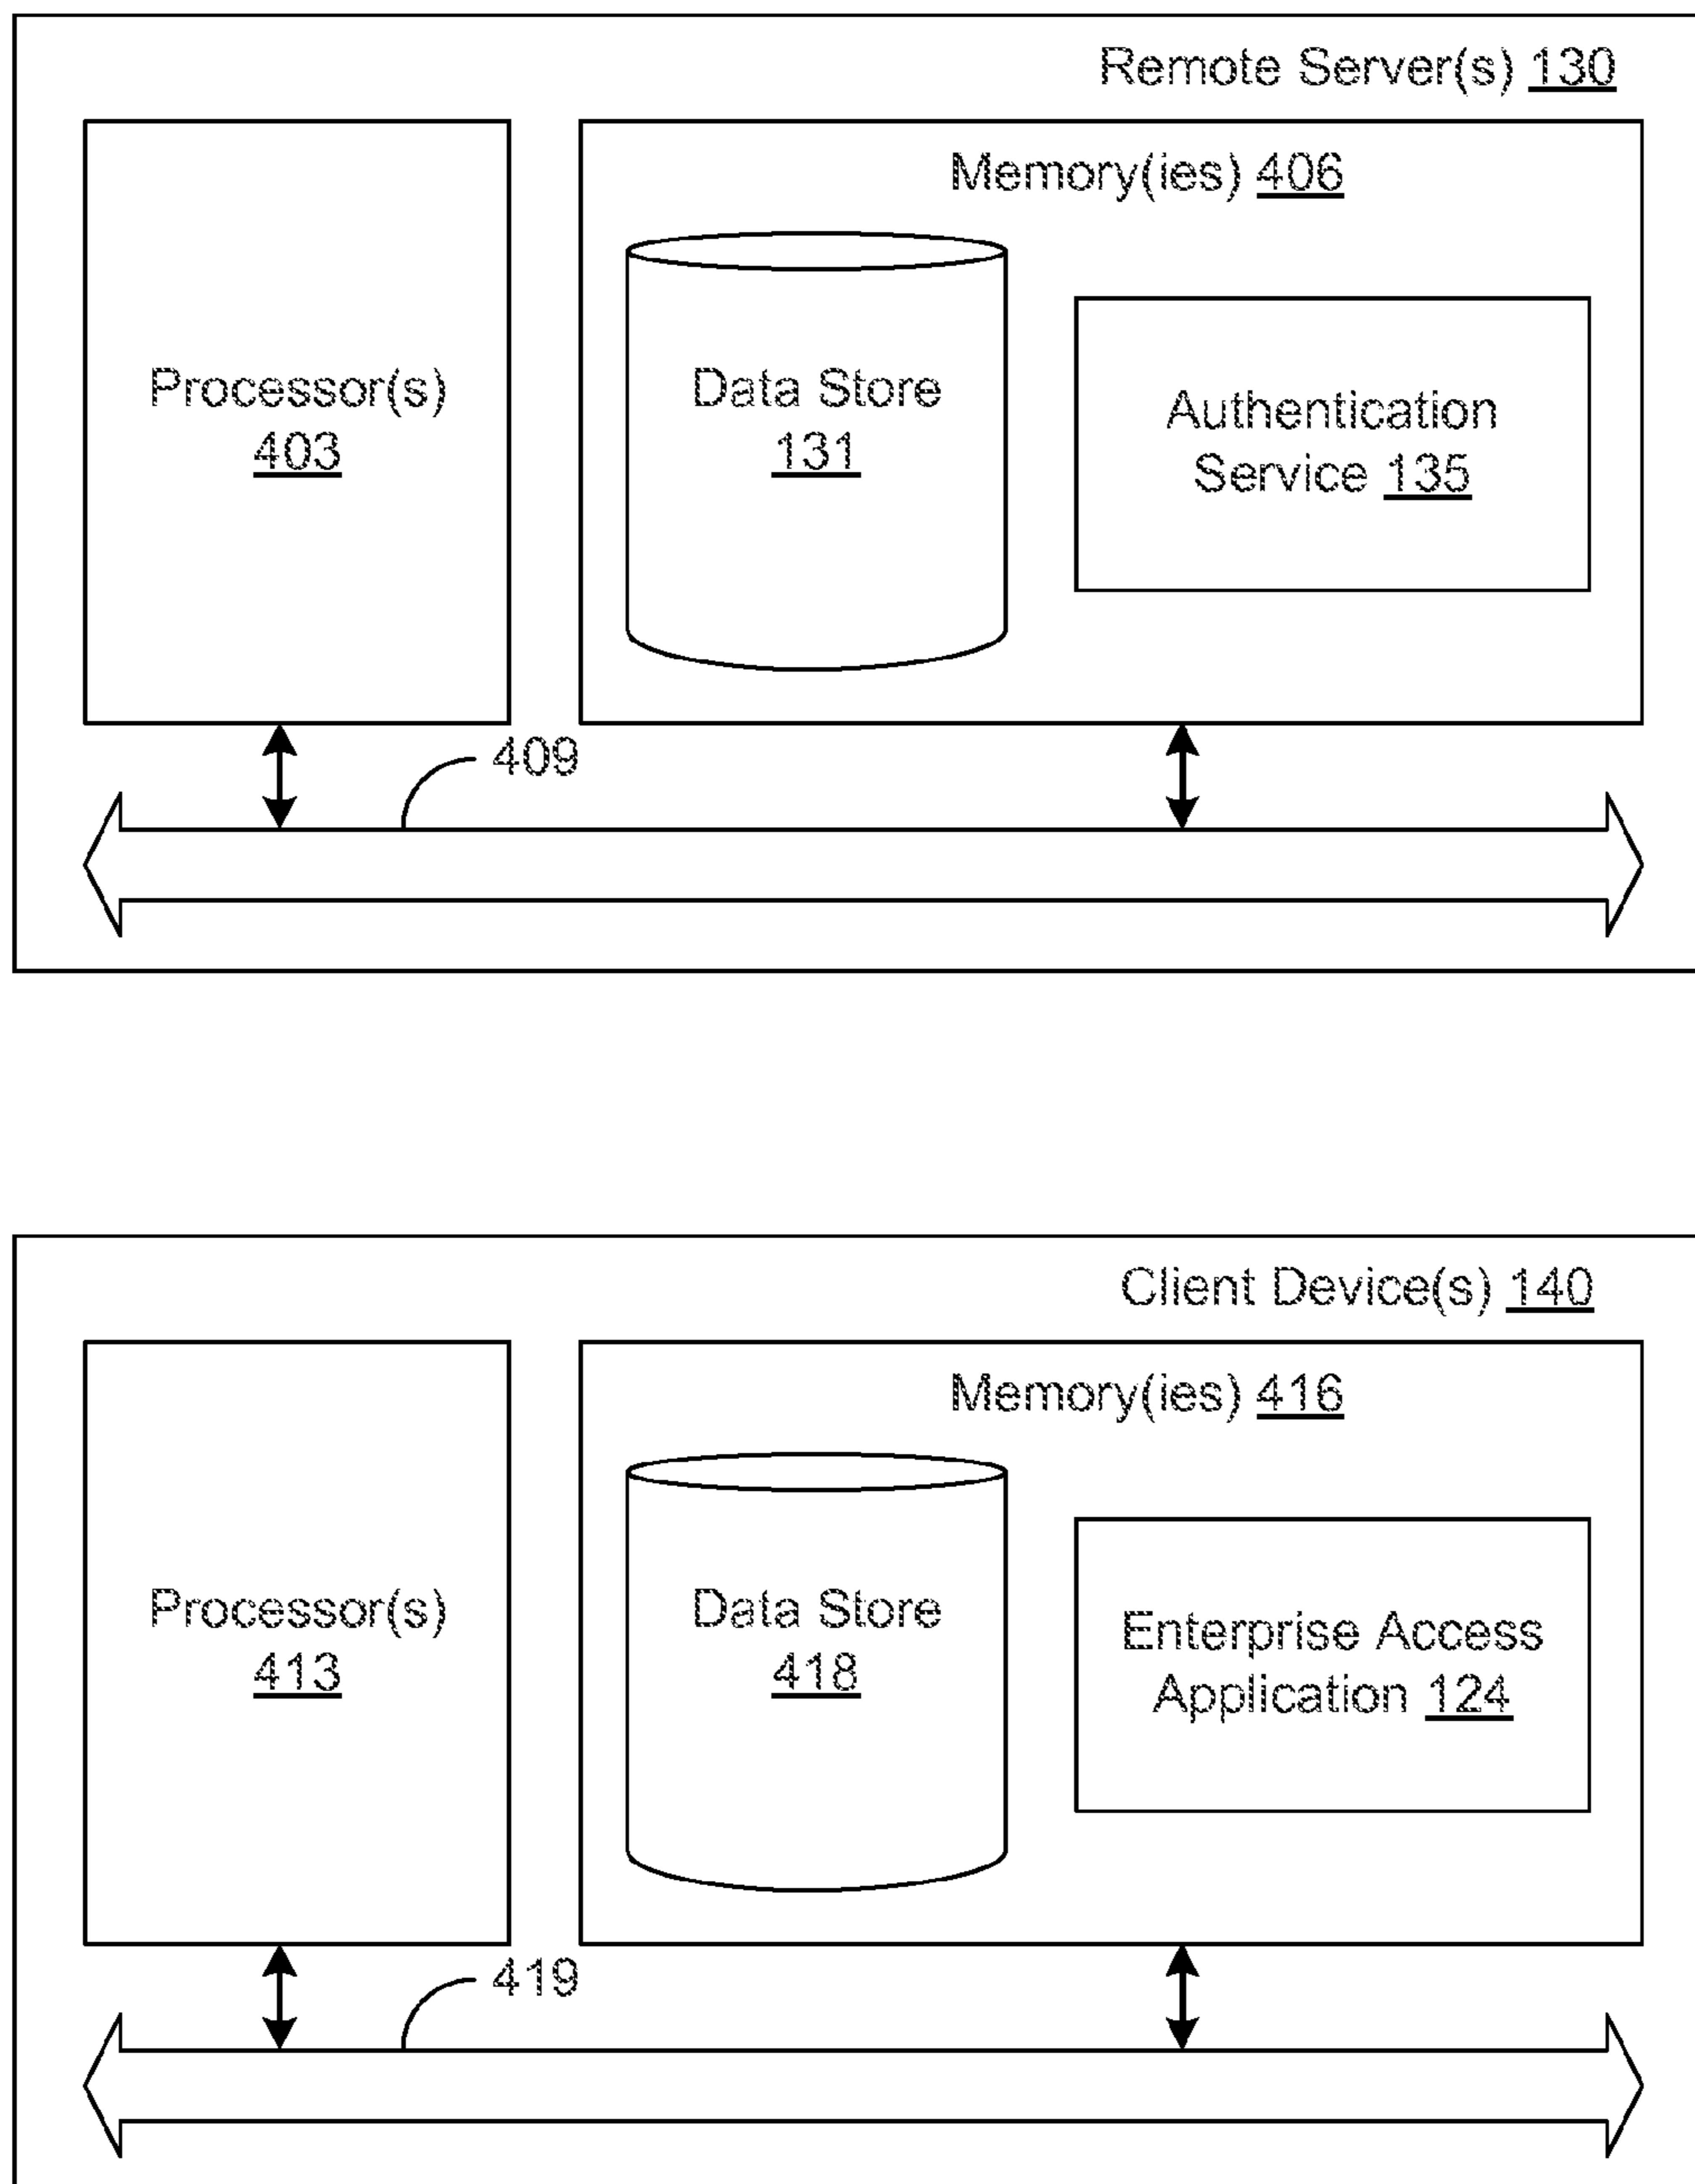 Remote Server(s) 130
Memory(ies) 406
Processor(s)
403
Data Store
131
Authentication
Service 135
409
Client Device(s) 140
Memory(ies) 416
Processor(s)
413
Data Store
418
Enterprise Access
Application 124
419